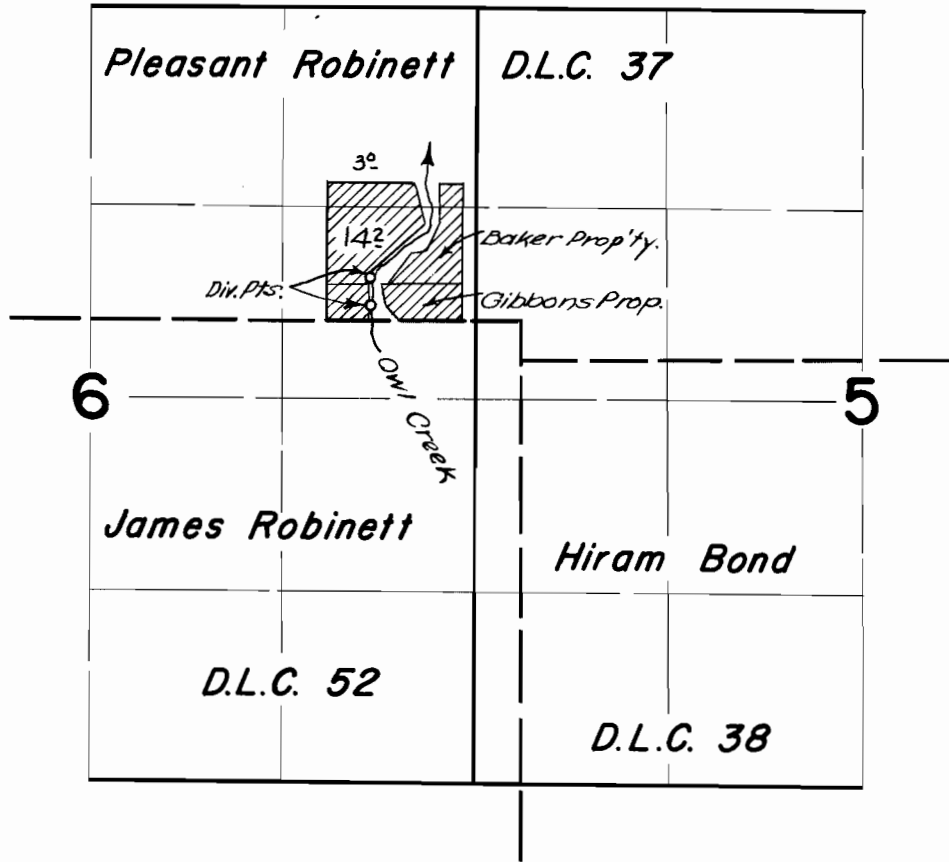 Pleasant Robinett D.L.C. 37
3º
14²
Baker Prop'ty.
Div. Pts.
Gibbons Prop.
Owl Creek
6
5
James Robinett
Hiram Bond
D.L.C. 52
D.L.C. 38